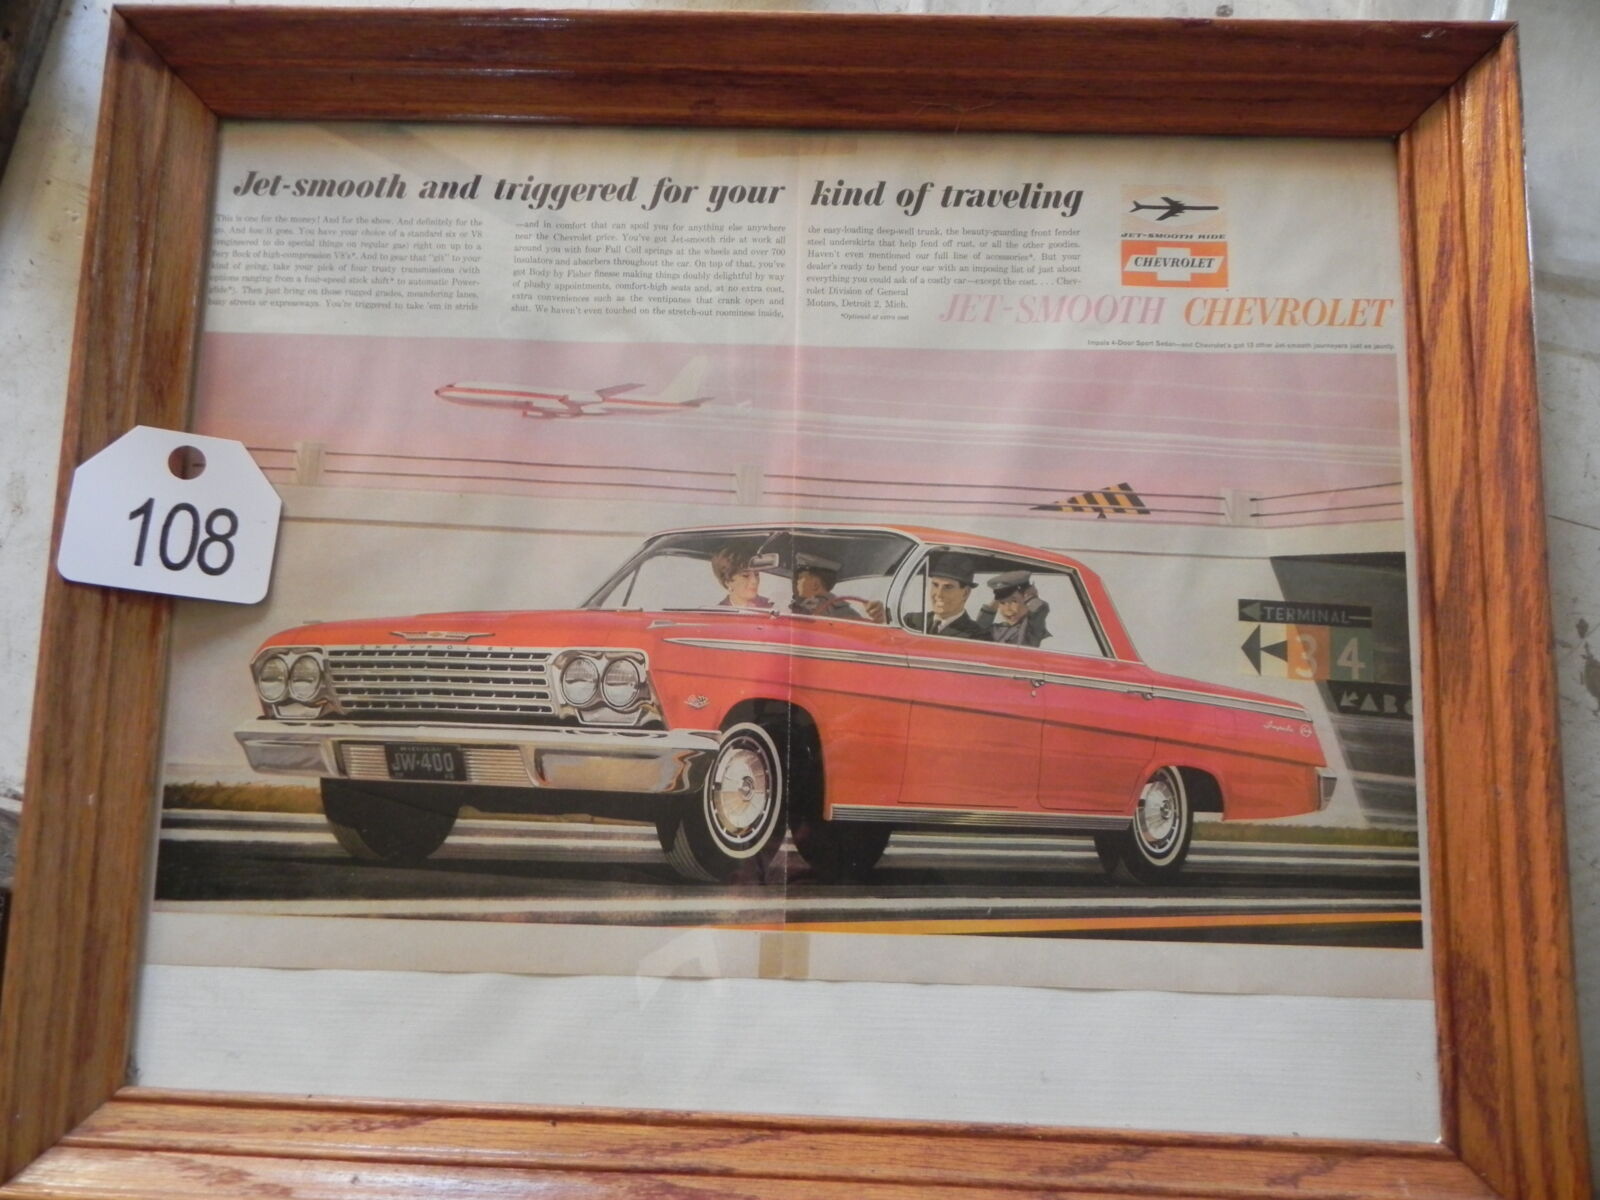 Jet-smooth and triggered for your kind of traveling
This is one for the money! And for the show. And definitely for the
go. And how it goes. You have your choice of a standard six or V8
(engineered to do special things on regular gas) right on up to a
fiery flock of high-compression V8's*. And to gear that "git" to your
kind of going, take your pick of four trusty transmissions (with
options ranging from a four-speed stick shift* to automatic Power-
glide*). Then just bring on those rugged grades, meandering lanes,
busy streets or expressways. You're triggered to take 'em in stride
—and in comfort that can spoil you for anything else anywhere
near the Chevrolet price. You've got Jet-smooth ride at work all
around you with four Full Coil springs at the wheels and over 700
insulators and absorbers throughout the car. On top of that, you've
got Body by Fisher finesse making things doubly delightful by way
of plushy appointments, comfort-high seats and, at no extra cost,
extra conveniences such as the ventipanes that crank open and
shut. We haven't even touched on the stretch-out roominess inside,
the easy-loading deep-well trunk, the beauty-guarding front fender
steel underskirts that help fend off rust, or all the other goodies.
Haven't even mentioned our full line of accessories*. But your
dealer's ready to bend your ear with an imposing list of just about
everything you could ask of a costly car—except the cost. . . . Chev-
rolet Division of General
Motors, Detroit 2, Mich.
*Optional at extra cost
JET-SMOOTH RIDE
CHEVROLET
JET-SMOOTH CHEVROLET
Impala 4-Door Sport Sedan—and Chevrolet's got 13 other Jet-smooth journeyers just as jaunty.
108
TERMINAL
3 4
ABC
CHEVROLET
Impala
MICHIGAN
JW·400